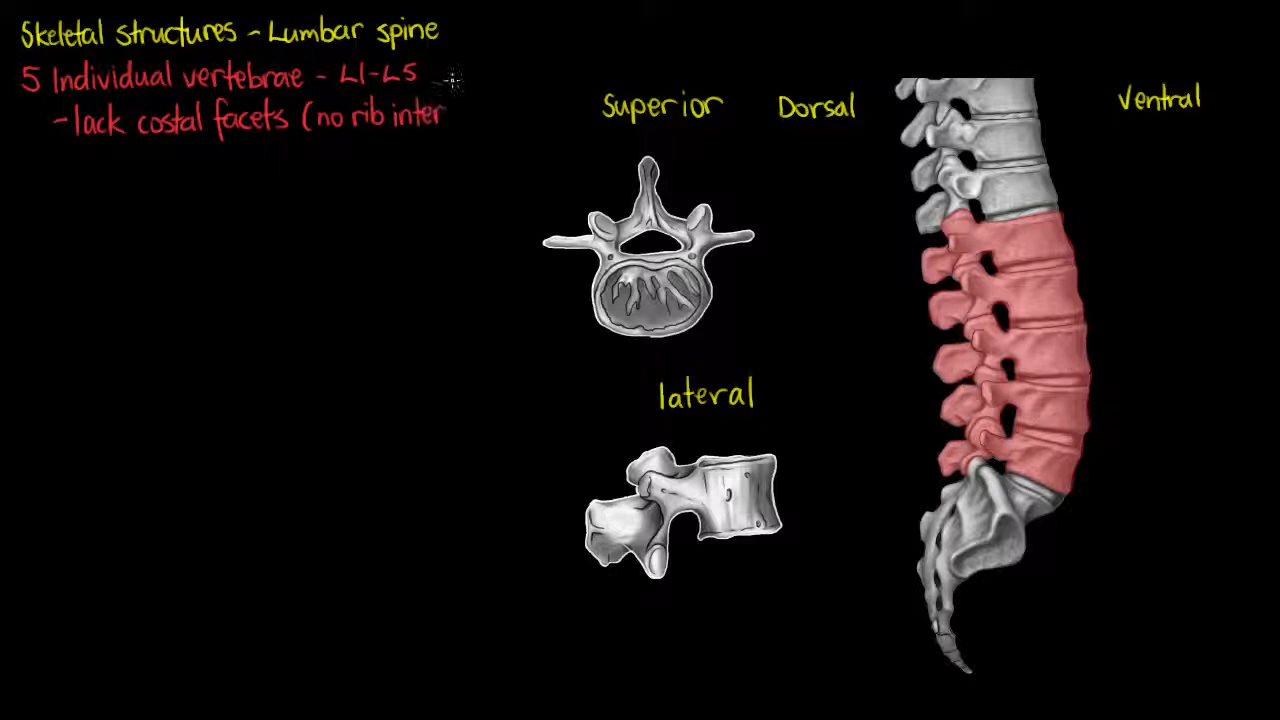 Skeletal structures - Lumbar spine
5 Individual vertebrae - L1-L5
- lack costal facets (no rib inter
Superior
Dorsal
Ventral
lateral